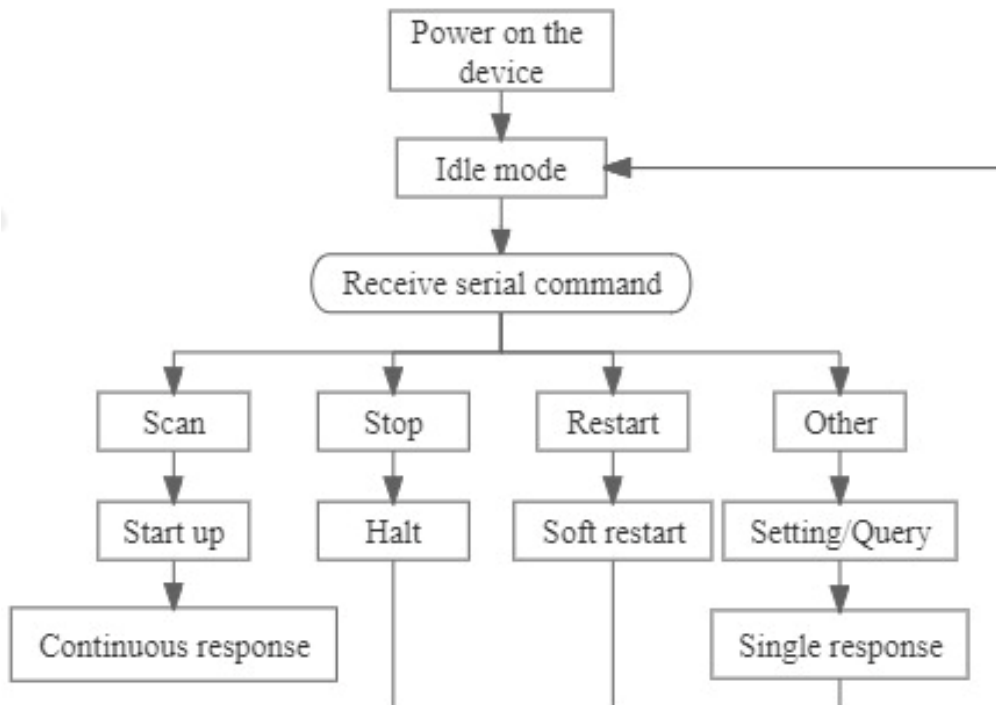 Power on the
device
Idle mode
Receive serial command
Scan
Stop
Restart
Other
Start up
Halt
Soft restart
Setting/Query
Continuous response
Single response